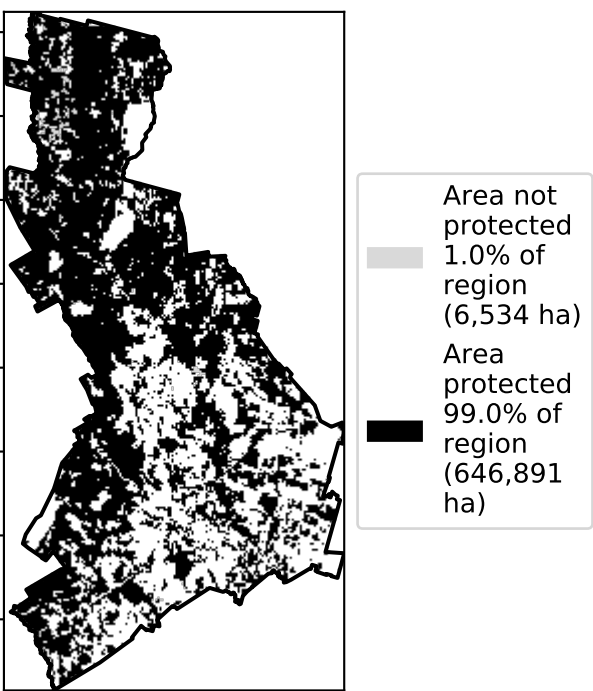 Area not
protected
1.0% of
region
(6,534 ha)
Area
protected
99.0% of
region
(646,891
ha)